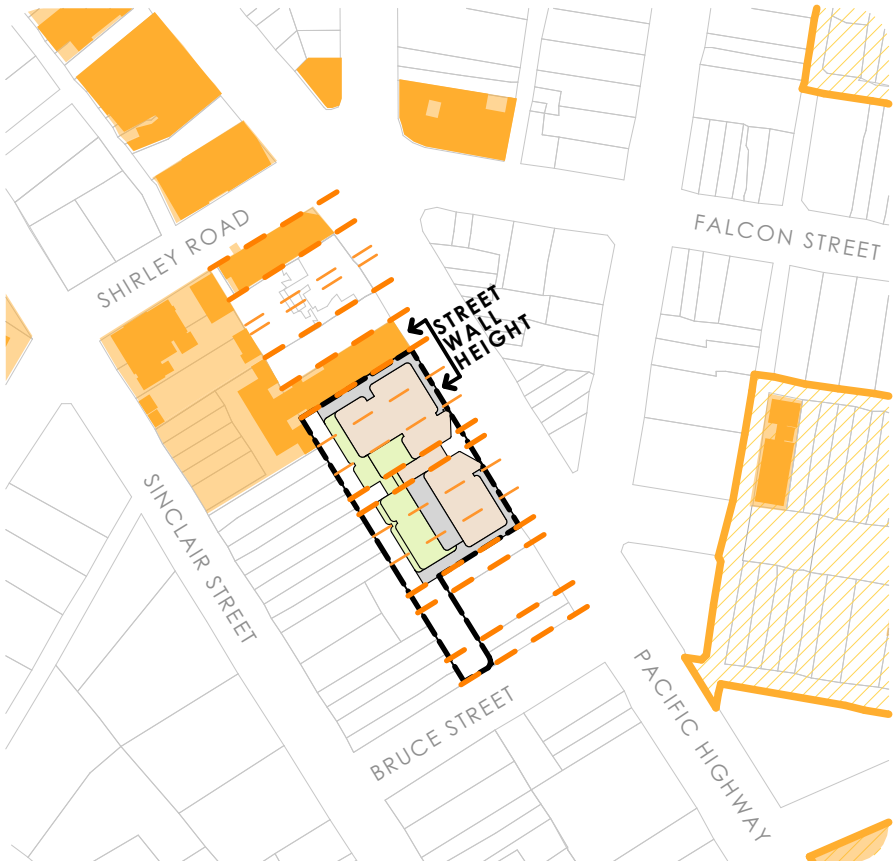 SHIRLEY ROAD
FALCON STREET
STREET
WALL
HEIGHT
SINCLAIR STREET
PACIFIC HIGHWAY
BRUCE STREET